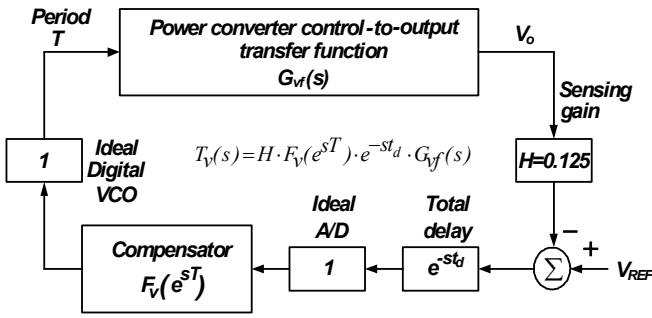 Period
T
Power converter control-to-output
transfer function
Gvf(s)
Vo
Sensing
gain
1
Ideal
Digital
VCO
Tv(s)=H·Fv(e^sT)·e^−std·Gvf(s)
H=0.125
Compensator
Fv(e^sT)
Ideal
A/D
1
Total
delay
e^-std
Σ
−
+
VREF